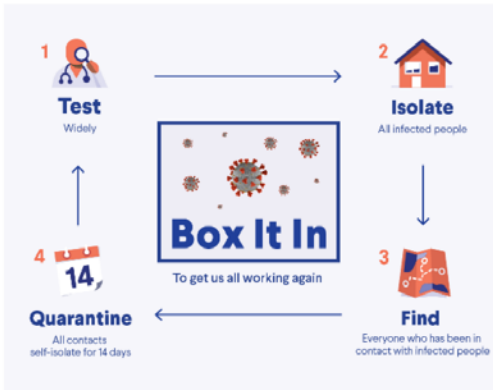 1
Test
Widely
2
Isolate
All infected people
Box It In
To get us all working again
3
Find
Everyone who has been in
contact with infected people
4
14
Quarantine
All contacts
self-isolate for 14 days